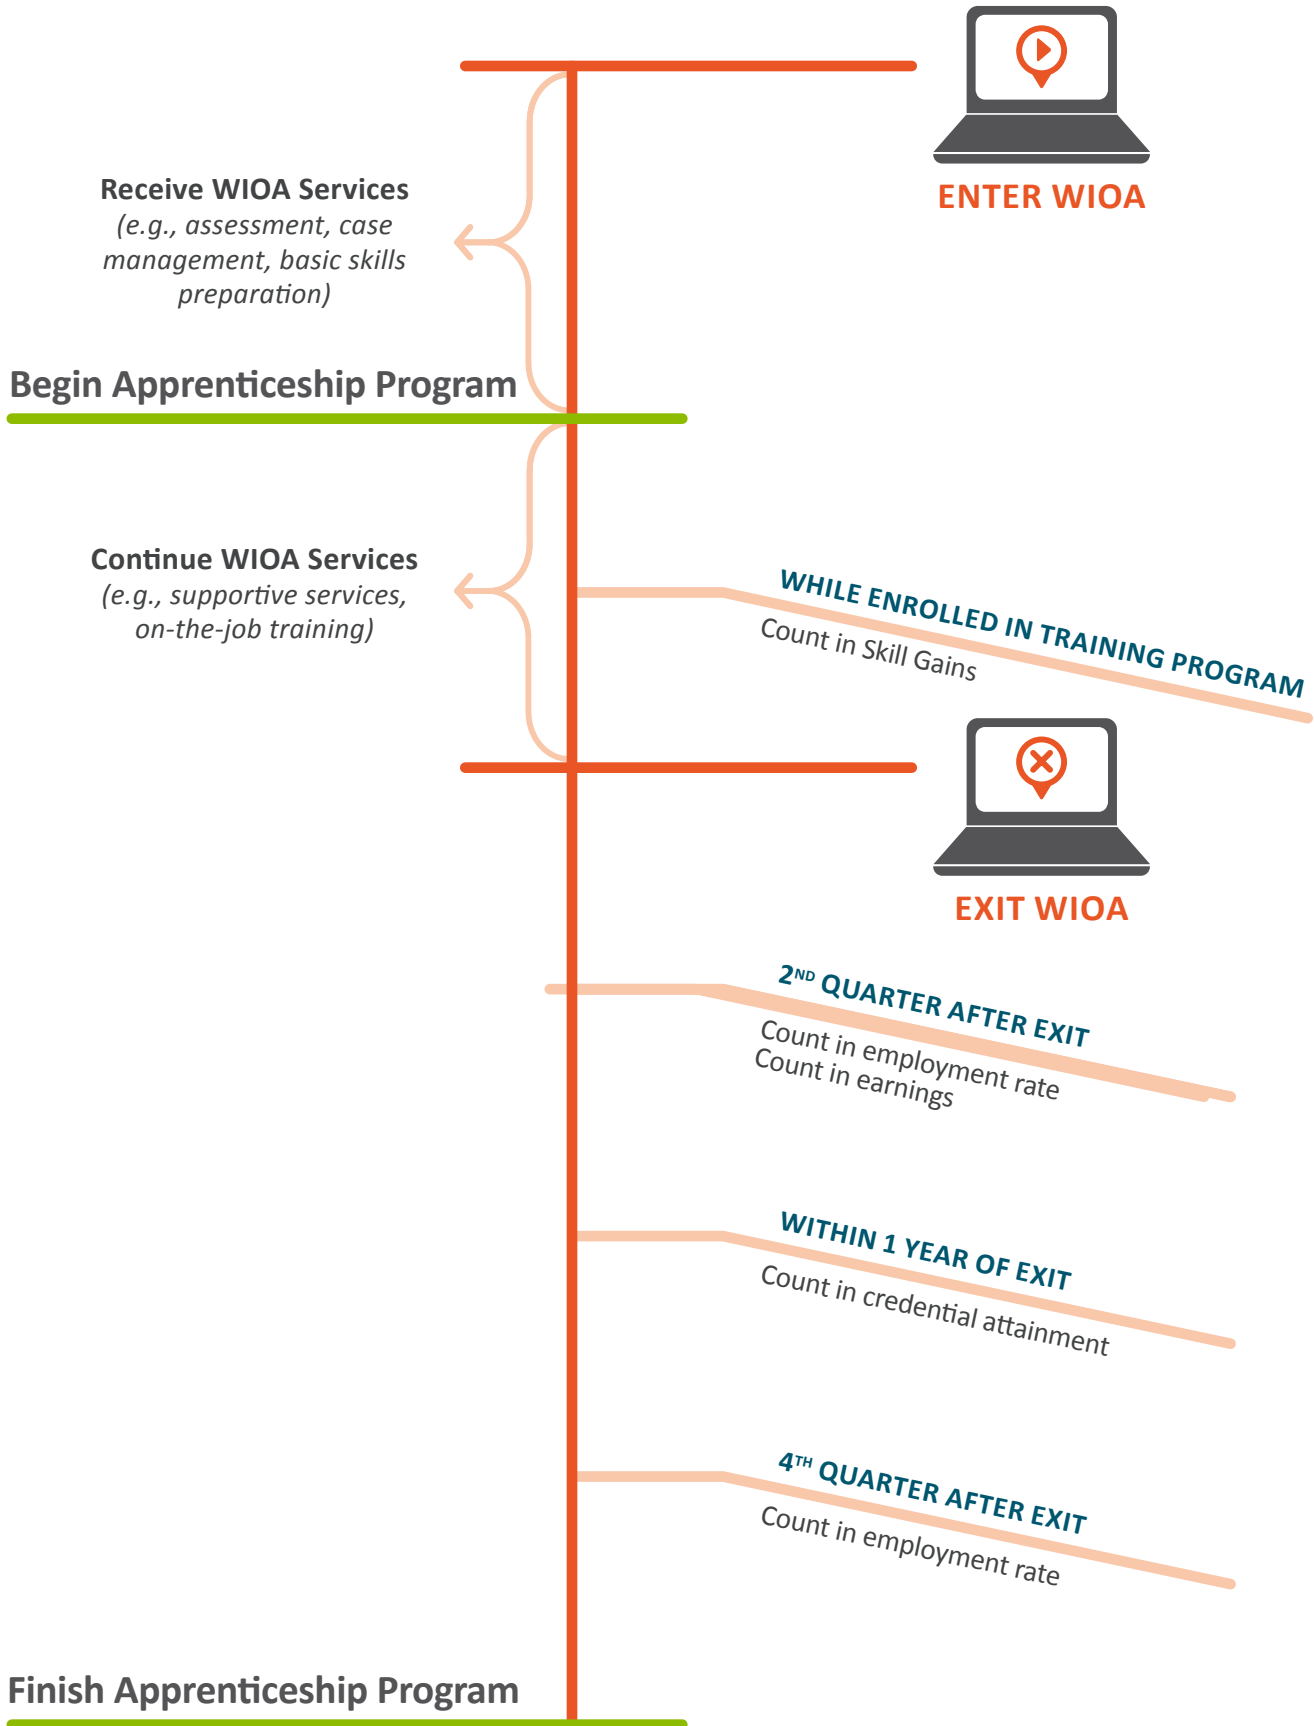 ENTER WIOA
Receive WIOA Services
(e.g., assessment, case
management, basic skills
preparation)
Begin Apprenticeship Program
Continue WIOA Services
(e.g., supportive services,
on-the-job training)
WHILE ENROLLED IN TRAINING PROGRAM
Count in Skill Gains
EXIT WIOA
2ND QUARTER AFTER EXIT
Count in employment rate
Count in earnings
WITHIN 1 YEAR OF EXIT
Count in credential attainment
4TH QUARTER AFTER EXIT
Count in employment rate
Finish Apprenticeship Program